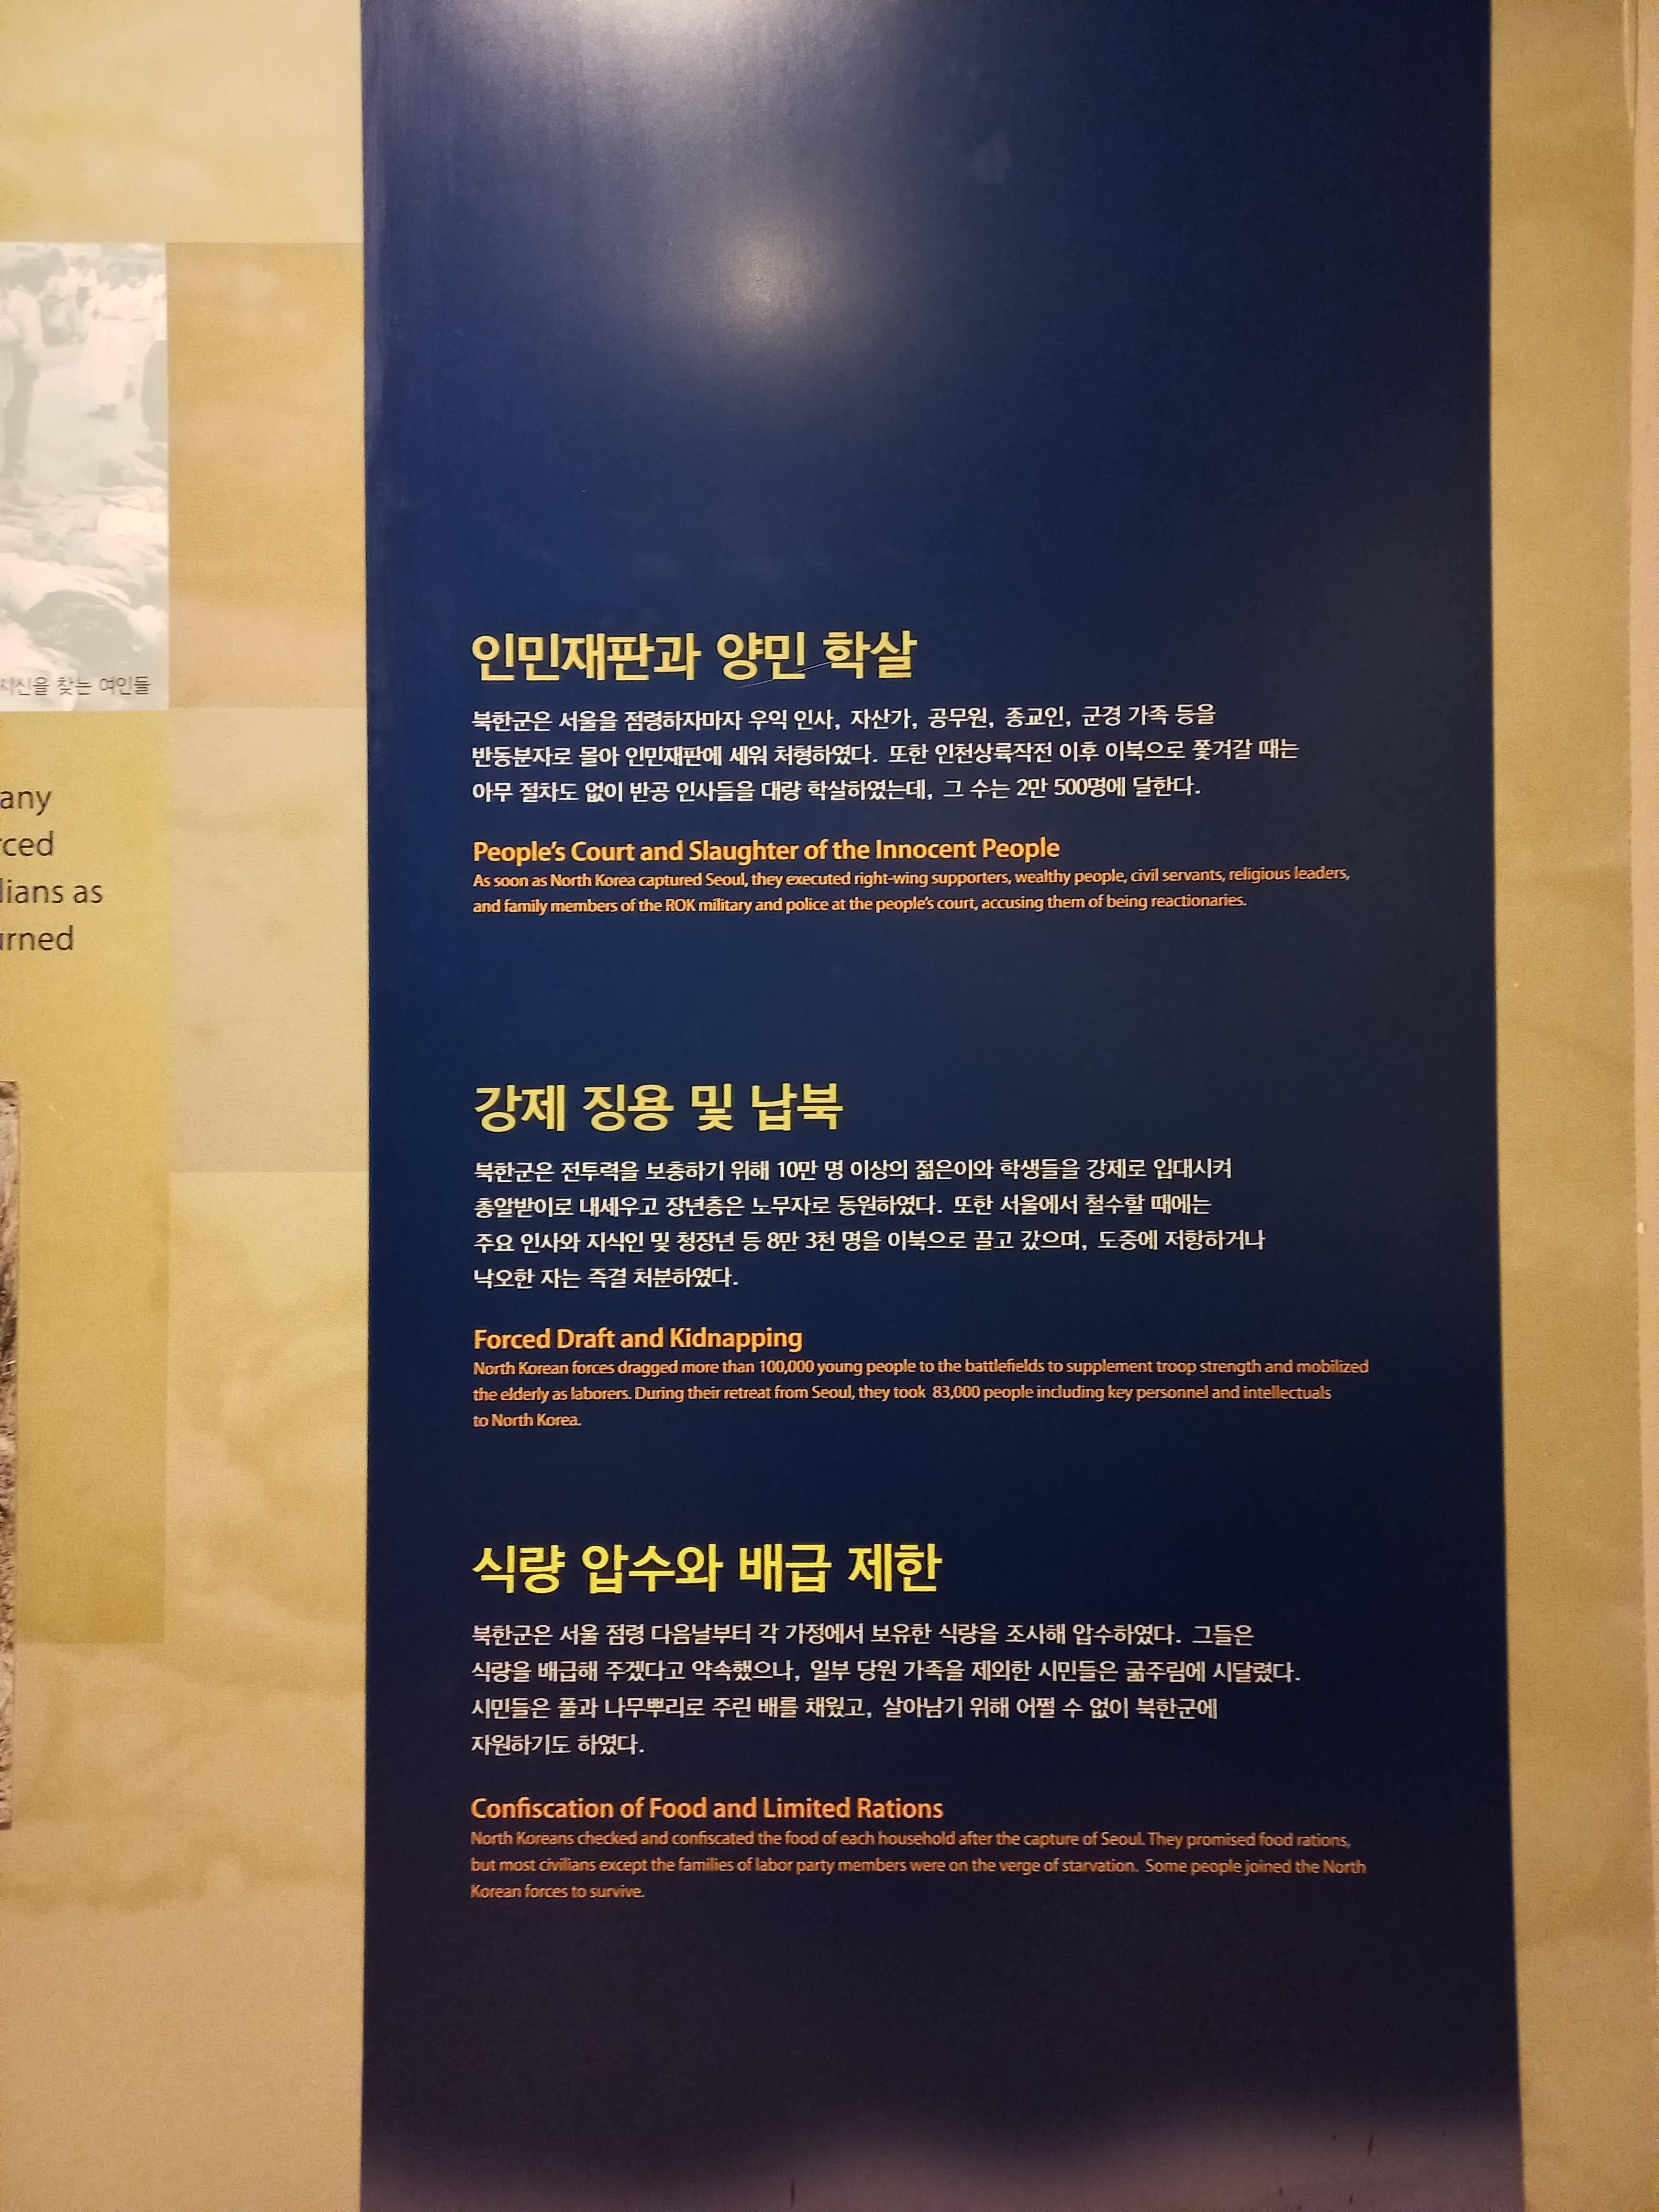 시신을 찾는 여인들
any
rced
lians as
urned
인민재판과 양민 학살
북한군은 서울을 점령하자마자 우익 인사, 자산가, 공무원, 종교인, 군경 가족 등을
반동분자로 몰아 인민재판에 세워 처형하였다. 또한 인천상륙작전 이후 이북으로 쫓겨갈 때는
아무 절차도 없이 반공 인사들을 대량 학살하였는데, 그 수는 2만 500명에 달한다.
People's Court and Slaughter of the Innocent People
As soon as North Korea captured Seoul, they executed right-wing supporters, wealthy people, civil servants, religious leaders,
and family members of the ROK military and police at the people's court, accusing them of being reactionaries.
강제 징용 및 납북
북한군은 전투력을 보충하기 위해 10만 명 이상의 젊은이와 학생들을 강제로 입대시켜
총알받이로 내세우고 장년층은 노무자로 동원하였다. 또한 서울에서 철수할 때에는
주요 인사와 지식인 및 청장년 등 8만 3천 명을 이북으로 끌고 갔으며, 도중에 저항하거나
낙오한 자는 즉결 처분하였다.
Forced Draft and Kidnapping
North Korean forces dragged more than 100,000 young people to the battlefields to supplement troop strength and mobilized
the elderly as laborers. During their retreat from Seoul, they took 83,000 people including key personnel and intellectuals
to North Korea.
식량 압수와 배급 제한
북한군은 서울 점령 다음날부터 각 가정에서 보유한 식량을 조사해 압수하였다. 그들은
식량을 배급해 주겠다고 약속했으나, 일부 당원 가족을 제외한 시민들은 굶주림에 시달렸다.
시민들은 풀과 나무뿌리로 주린 배를 채웠고, 살아남기 위해 어쩔 수 없이 북한군에
자원하기도 하였다.
Confiscation of Food and Limited Rations
North Koreans checked and confiscated the food of each household after the capture of Seoul. They promised food rations,
but most civilians except the families of labor party members were on the verge of starvation. Some people joined the North
Korean forces to survive.